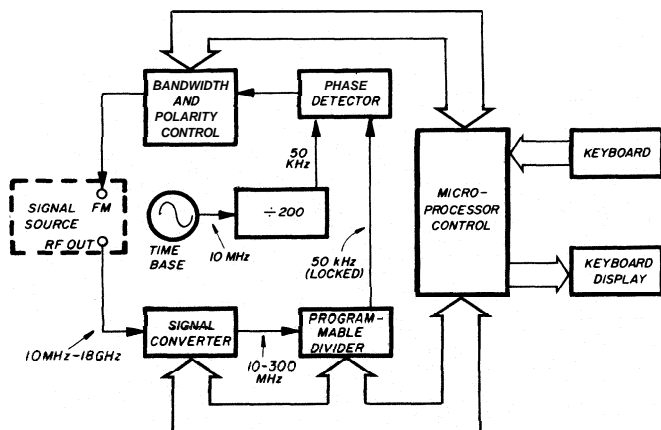 BANDWIDTH
AND
POLARITY
CONTROL
PHASE
DETECTOR
50
KHz
SIGNAL
SOURCE
FM
RF OUT
TIME
BASE
10 MHz
÷200
50 kHz
(LOCKED)
MICRO-
PROCESSOR
CONTROL
KEYBOARD
KEYBOARD
DISPLAY
SIGNAL
CONVERTER
PROGRAM-
MABLE
DIVIDER
10MHz-18GHz
10-300
MHz